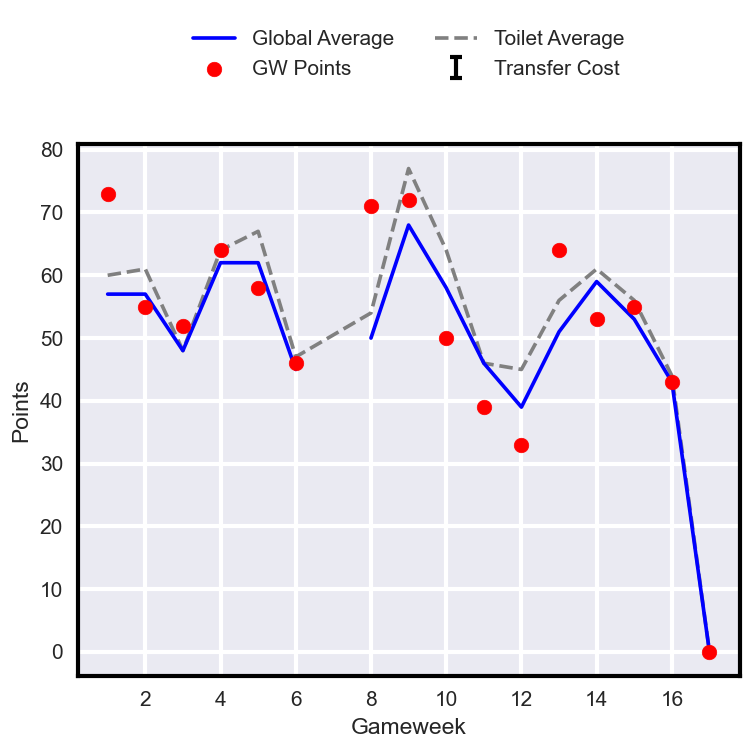 Global Average
Toilet Average
GW Points
Transfer Cost
80
70
60
50
40
30
20
10
0
Points
2 4 6 8 10 12 14 16
Gameweek